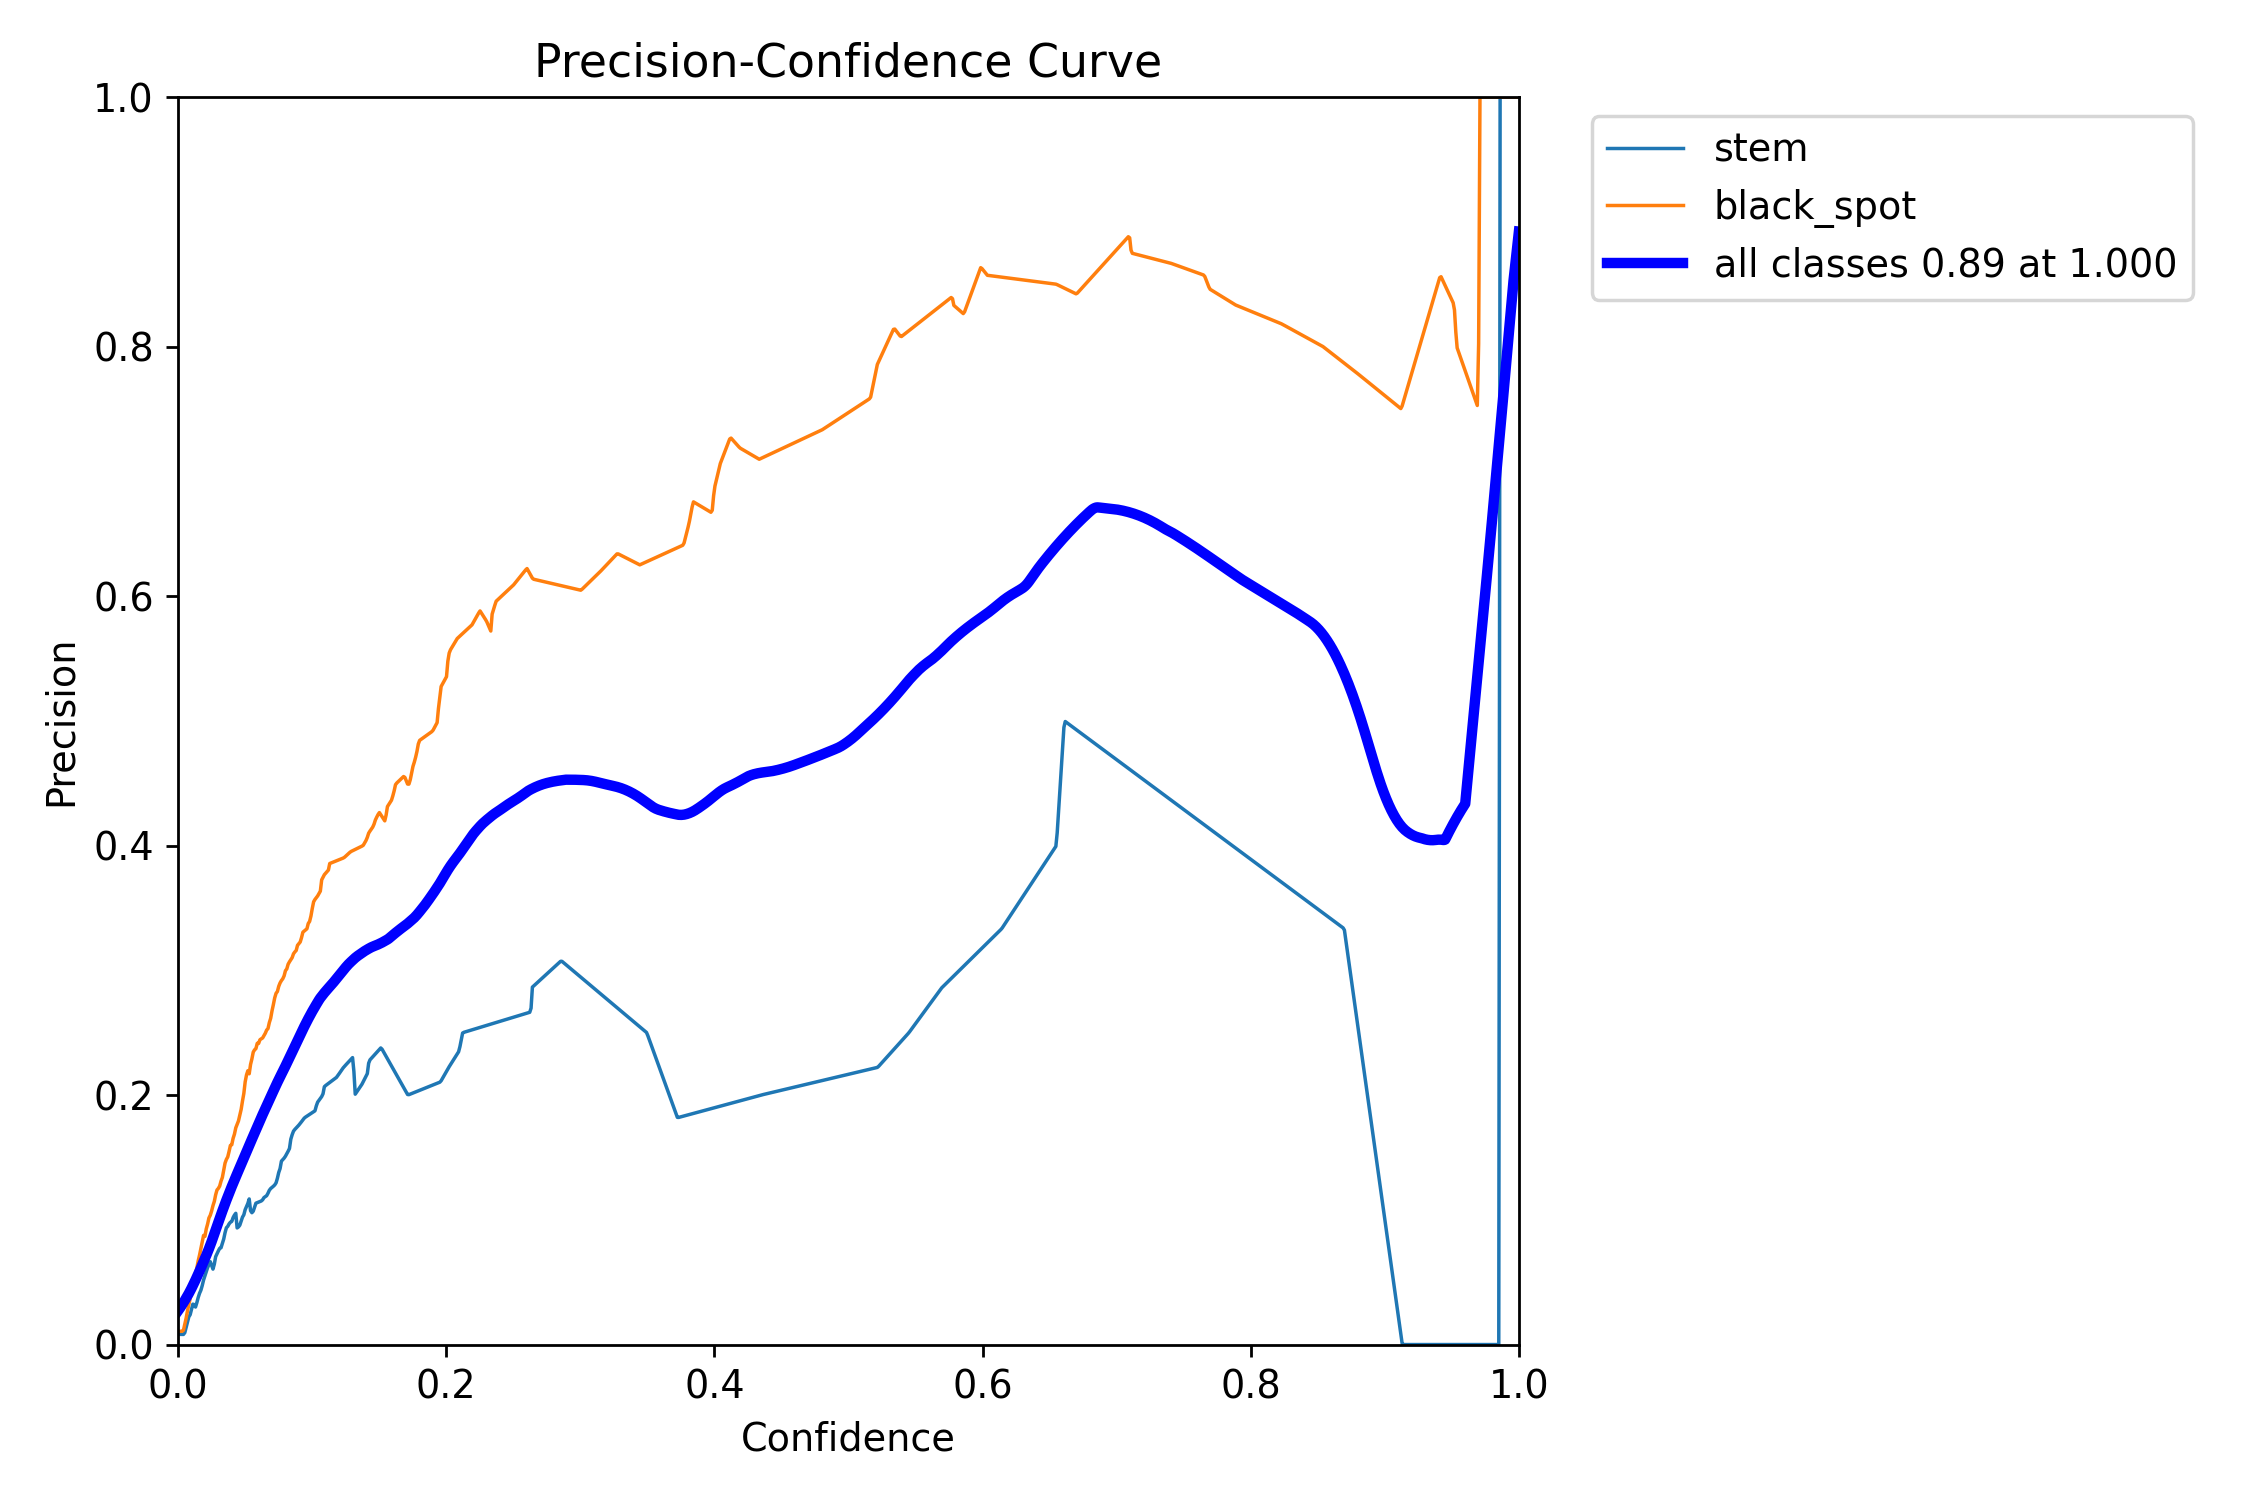 Precision-Confidence Curve
1.0
0.8
0.6
0.4
0.2
0.0
Precision
0.0 0.2 0.4 0.6 0.8 1.0
Confidence
stem
black_spot
all classes 0.89 at 1.000